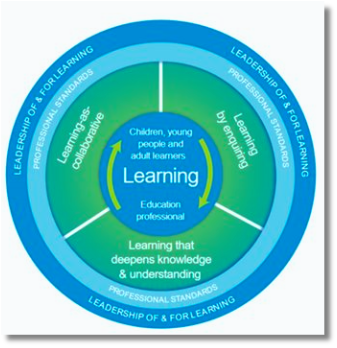 LEADERSHIP OF & FOR LEARNING
LEADERSHIP OF & FOR LEARNING
PROFESSIONAL STANDARDS
PROFESSIONAL STANDARDS
Learning-as-
collaborative
Learning
by enquiring
Children, young
people and
adult learners
Learning
Education
professional
Learning that
deepens knowledge
& understanding
PROFESSIONAL STANDARDS
LEADERSHIP OF & FOR LEARNING